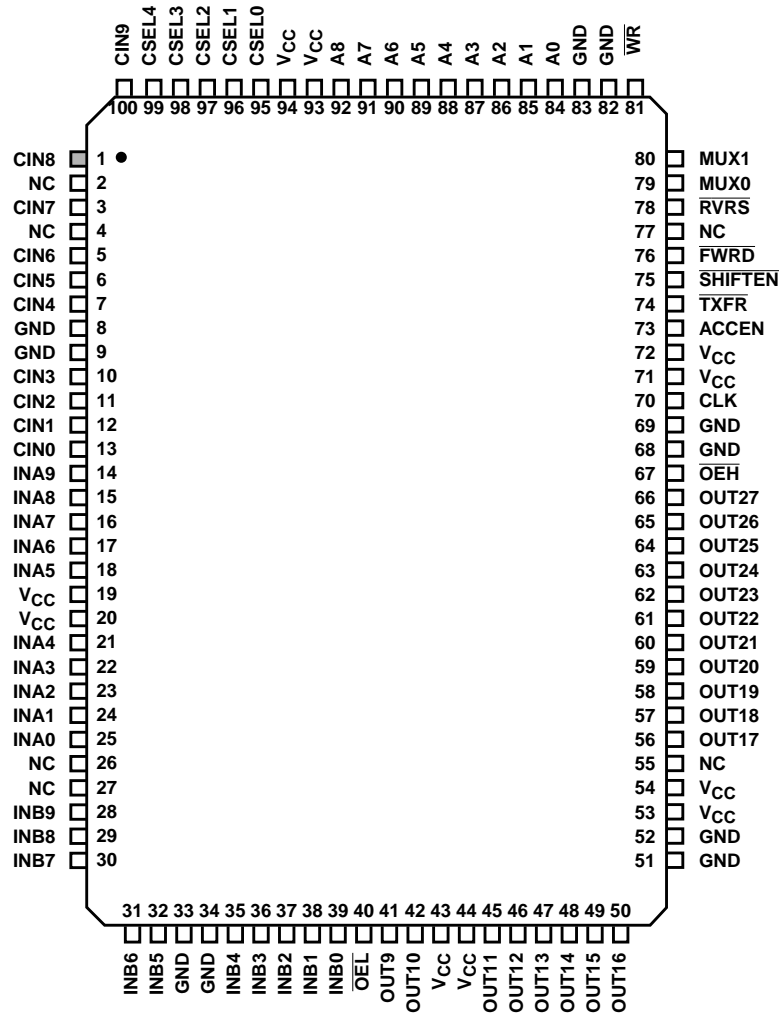 CIN9 CSEL4 CSEL3 CSEL2 CSEL1 CSEL0 VCC VCC A8 A7 A6 A5 A4 A3 A2 A1 A0 GND GND WR
100 99 98 97 96 95 94 93 92 91 90 89 88 87 86 85 84 83 82 81
CIN8 1 80 MUX1
NC 2 79 MUX0
CIN7 3 78 RVRS
NC 4 77 NC
CIN6 5 76 FWRD
CIN5 6 75 SHIFTEN
CIN4 7 74 TXFR
GND 8 73 ACCEN
GND 9 72 VCC
CIN3 10 71 VCC
CIN2 11 70 CLK
CIN1 12 69 GND
CIN0 13 68 GND
INA9 14 67 OEH
INA8 15 66 OUT27
INA7 16 65 OUT26
INA6 17 64 OUT25
INA5 18 63 OUT24
VCC 19 62 OUT23
VCC 20 61 OUT22
INA4 21 60 OUT21
INA3 22 59 OUT20
INA2 23 58 OUT19
INA1 24 57 OUT18
INA0 25 56 OUT17
NC 26 55 NC
NC 27 54 VCC
INB9 28 53 VCC
INB8 29 52 GND
INB7 30 51 GND
31 32 33 34 35 36 37 38 39 40 41 42 43 44 45 46 47 48 49 50
INB6 INB5 GND GND INB4 INB3 INB2 INB1 INB0 OEL OUT9 OUT10 VCC VCC OUT11 OUT12 OUT13 OUT14 OUT15 OUT16